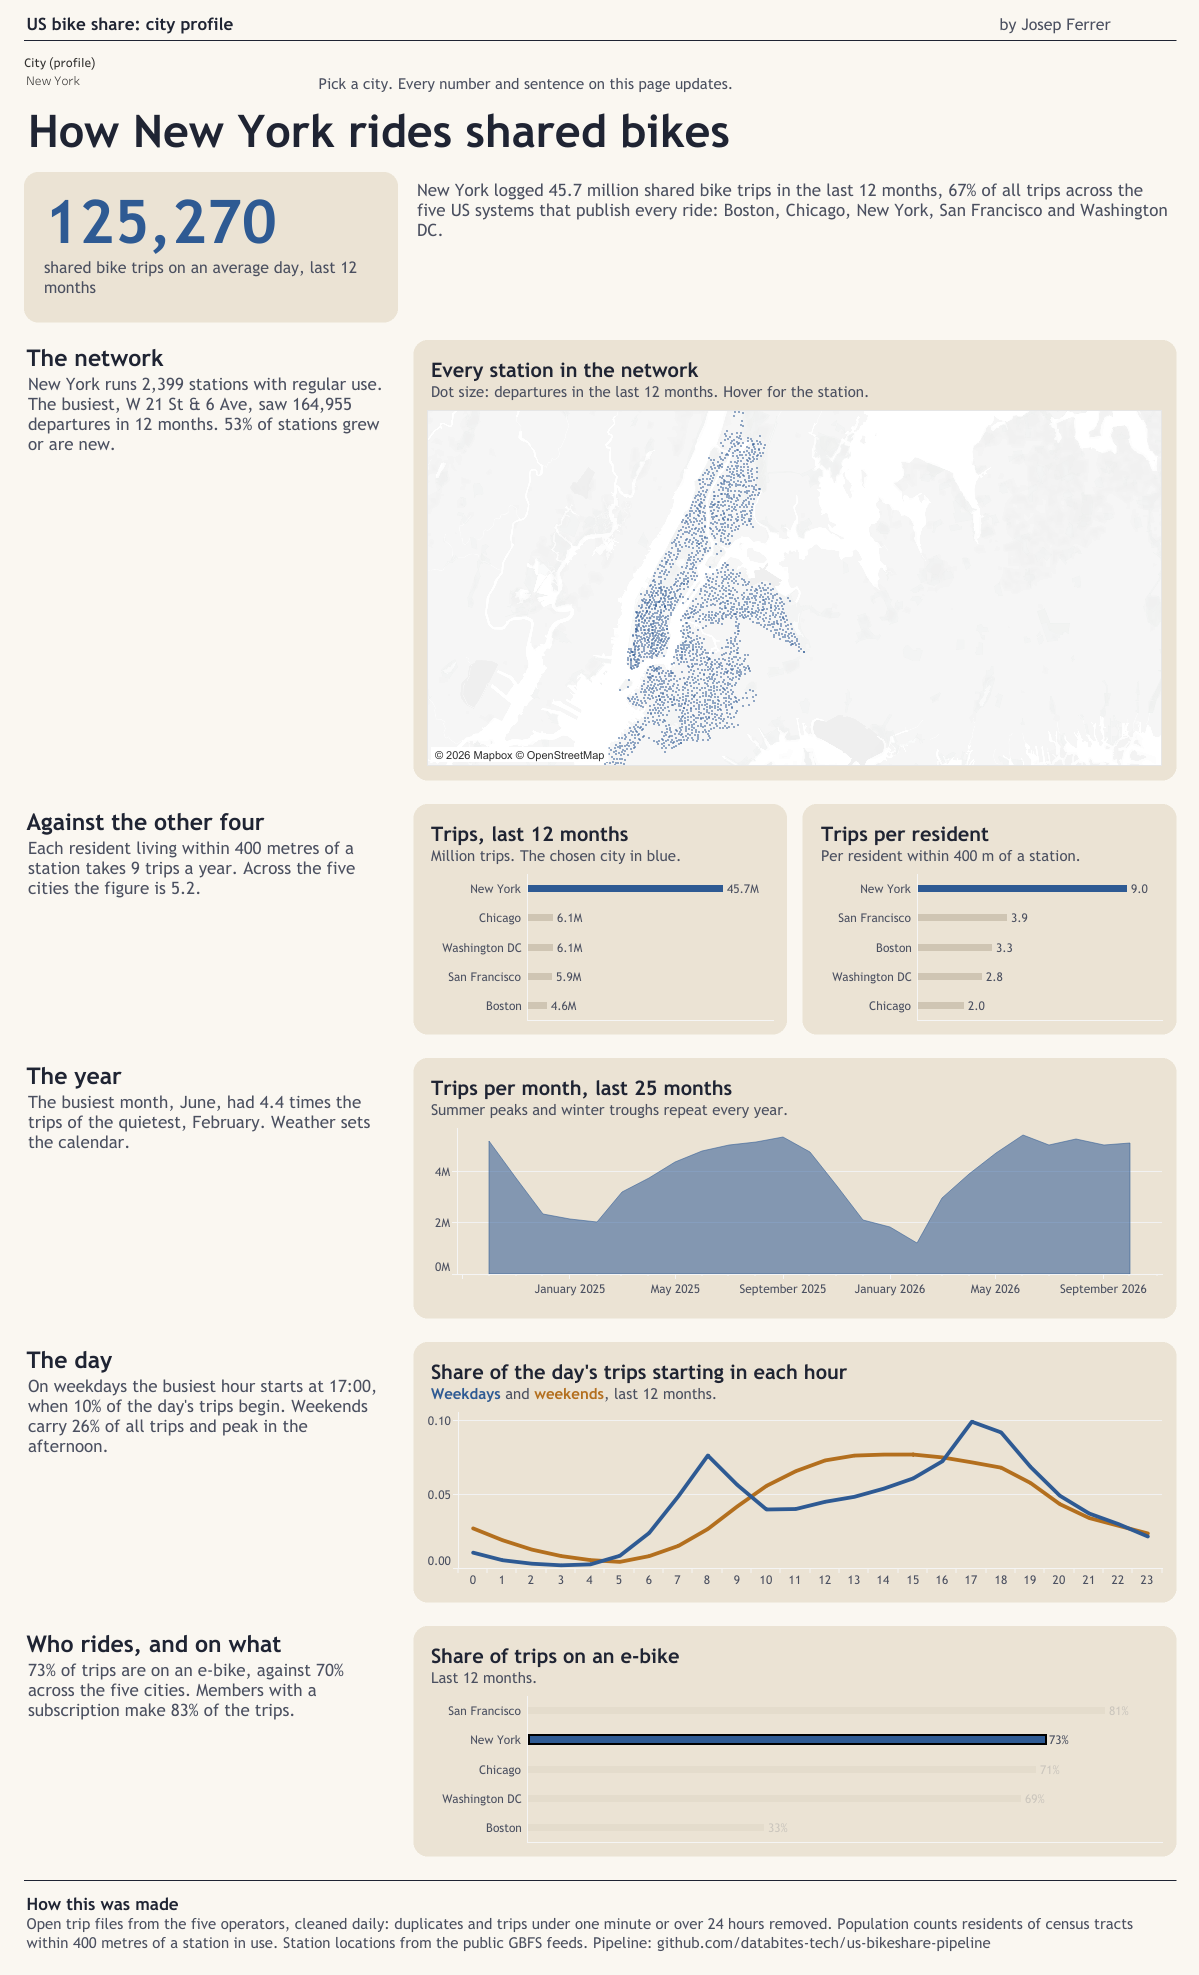 US bike share: city profile
by Josep Ferrer
City (profile)
New York
Pick a city. Every number and sentence on this page updates.
How New York rides shared bikes
125,270
shared bike trips on an average day, last 12
months
New York logged 45.7 million shared bike trips in the last 12 months, 67% of all trips across the
five US systems that publish every ride: Boston, Chicago, New York, San Francisco and Washington
DC.
The network
New York runs 2,399 stations with regular use.
The busiest, W 21 St & 6 Ave, saw 164,955
departures in 12 months. 53% of stations grew
or are new.
Every station in the network
Dot size: departures in the last 12 months. Hover for the station.
© 2026 Mapbox © OpenStreetMap
Against the other four
Each resident living within 400 metres of a
station takes 9 trips a year. Across the five
cities the figure is 5.2.
Trips, last 12 months
Million trips. The chosen city in blue.
New York 45.7M
Chicago 6.1M
Washington DC 6.1M
San Francisco 5.9M
Boston 4.6M
Trips per resident
Per resident within 400 m of a station.
New York 9.0
San Francisco 3.9
Boston 3.3
Washington DC 2.8
Chicago 2.0
The year
The busiest month, June, had 4.4 times the
trips of the quietest, February. Weather sets
the calendar.
Trips per month, last 25 months
Summer peaks and winter troughs repeat every year.
4M
2M
0M
January 2025 May 2025 September 2025 January 2026 May 2026 September 2026
The day
On weekdays the busiest hour starts at 17:00,
when 10% of the day's trips begin. Weekends
carry 26% of all trips and peak in the
afternoon.
Share of the day's trips starting in each hour
Weekdays and weekends, last 12 months.
0.10
0.05
0.00
0 1 2 3 4 5 6 7 8 9 10 11 12 13 14 15 16 17 18 19 20 21 22 23
Who rides, and on what
73% of trips are on an e-bike, against 70%
across the five cities. Members with a
subscription make 83% of the trips.
Share of trips on an e-bike
Last 12 months.
San Francisco 81%
New York 73%
Chicago 71%
Washington DC 69%
Boston 33%
How this was made
Open trip files from the five operators, cleaned daily: duplicates and trips under one minute or over 24 hours removed. Population counts residents of census tracts
within 400 metres of a station in use. Station locations from the public GBFS feeds. Pipeline: github.com/databites-tech/us-bikeshare-pipeline